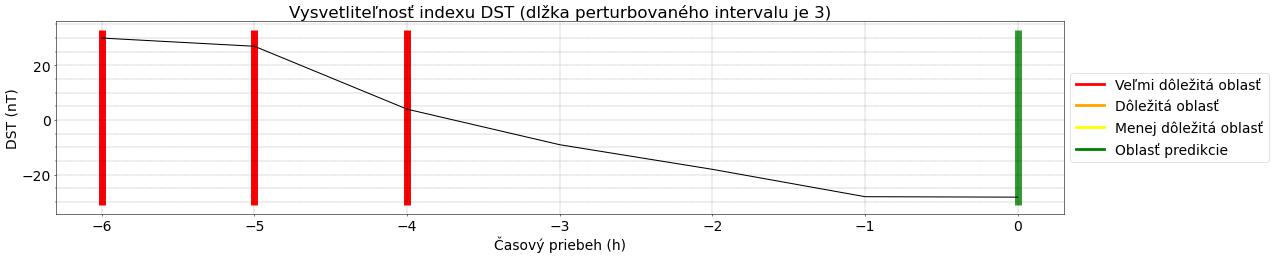 Vysvetliteľnosť indexu DST (dĺžka perturbovaného intervalu je 3)
DST (nT)
20
0
−20
−6 −5 −4 −3 −2 −1 0
Časový priebeh (h)
Veľmi dôležitá oblasť
Dôležitá oblasť
Menej dôležitá oblasť
Oblasť predikcie